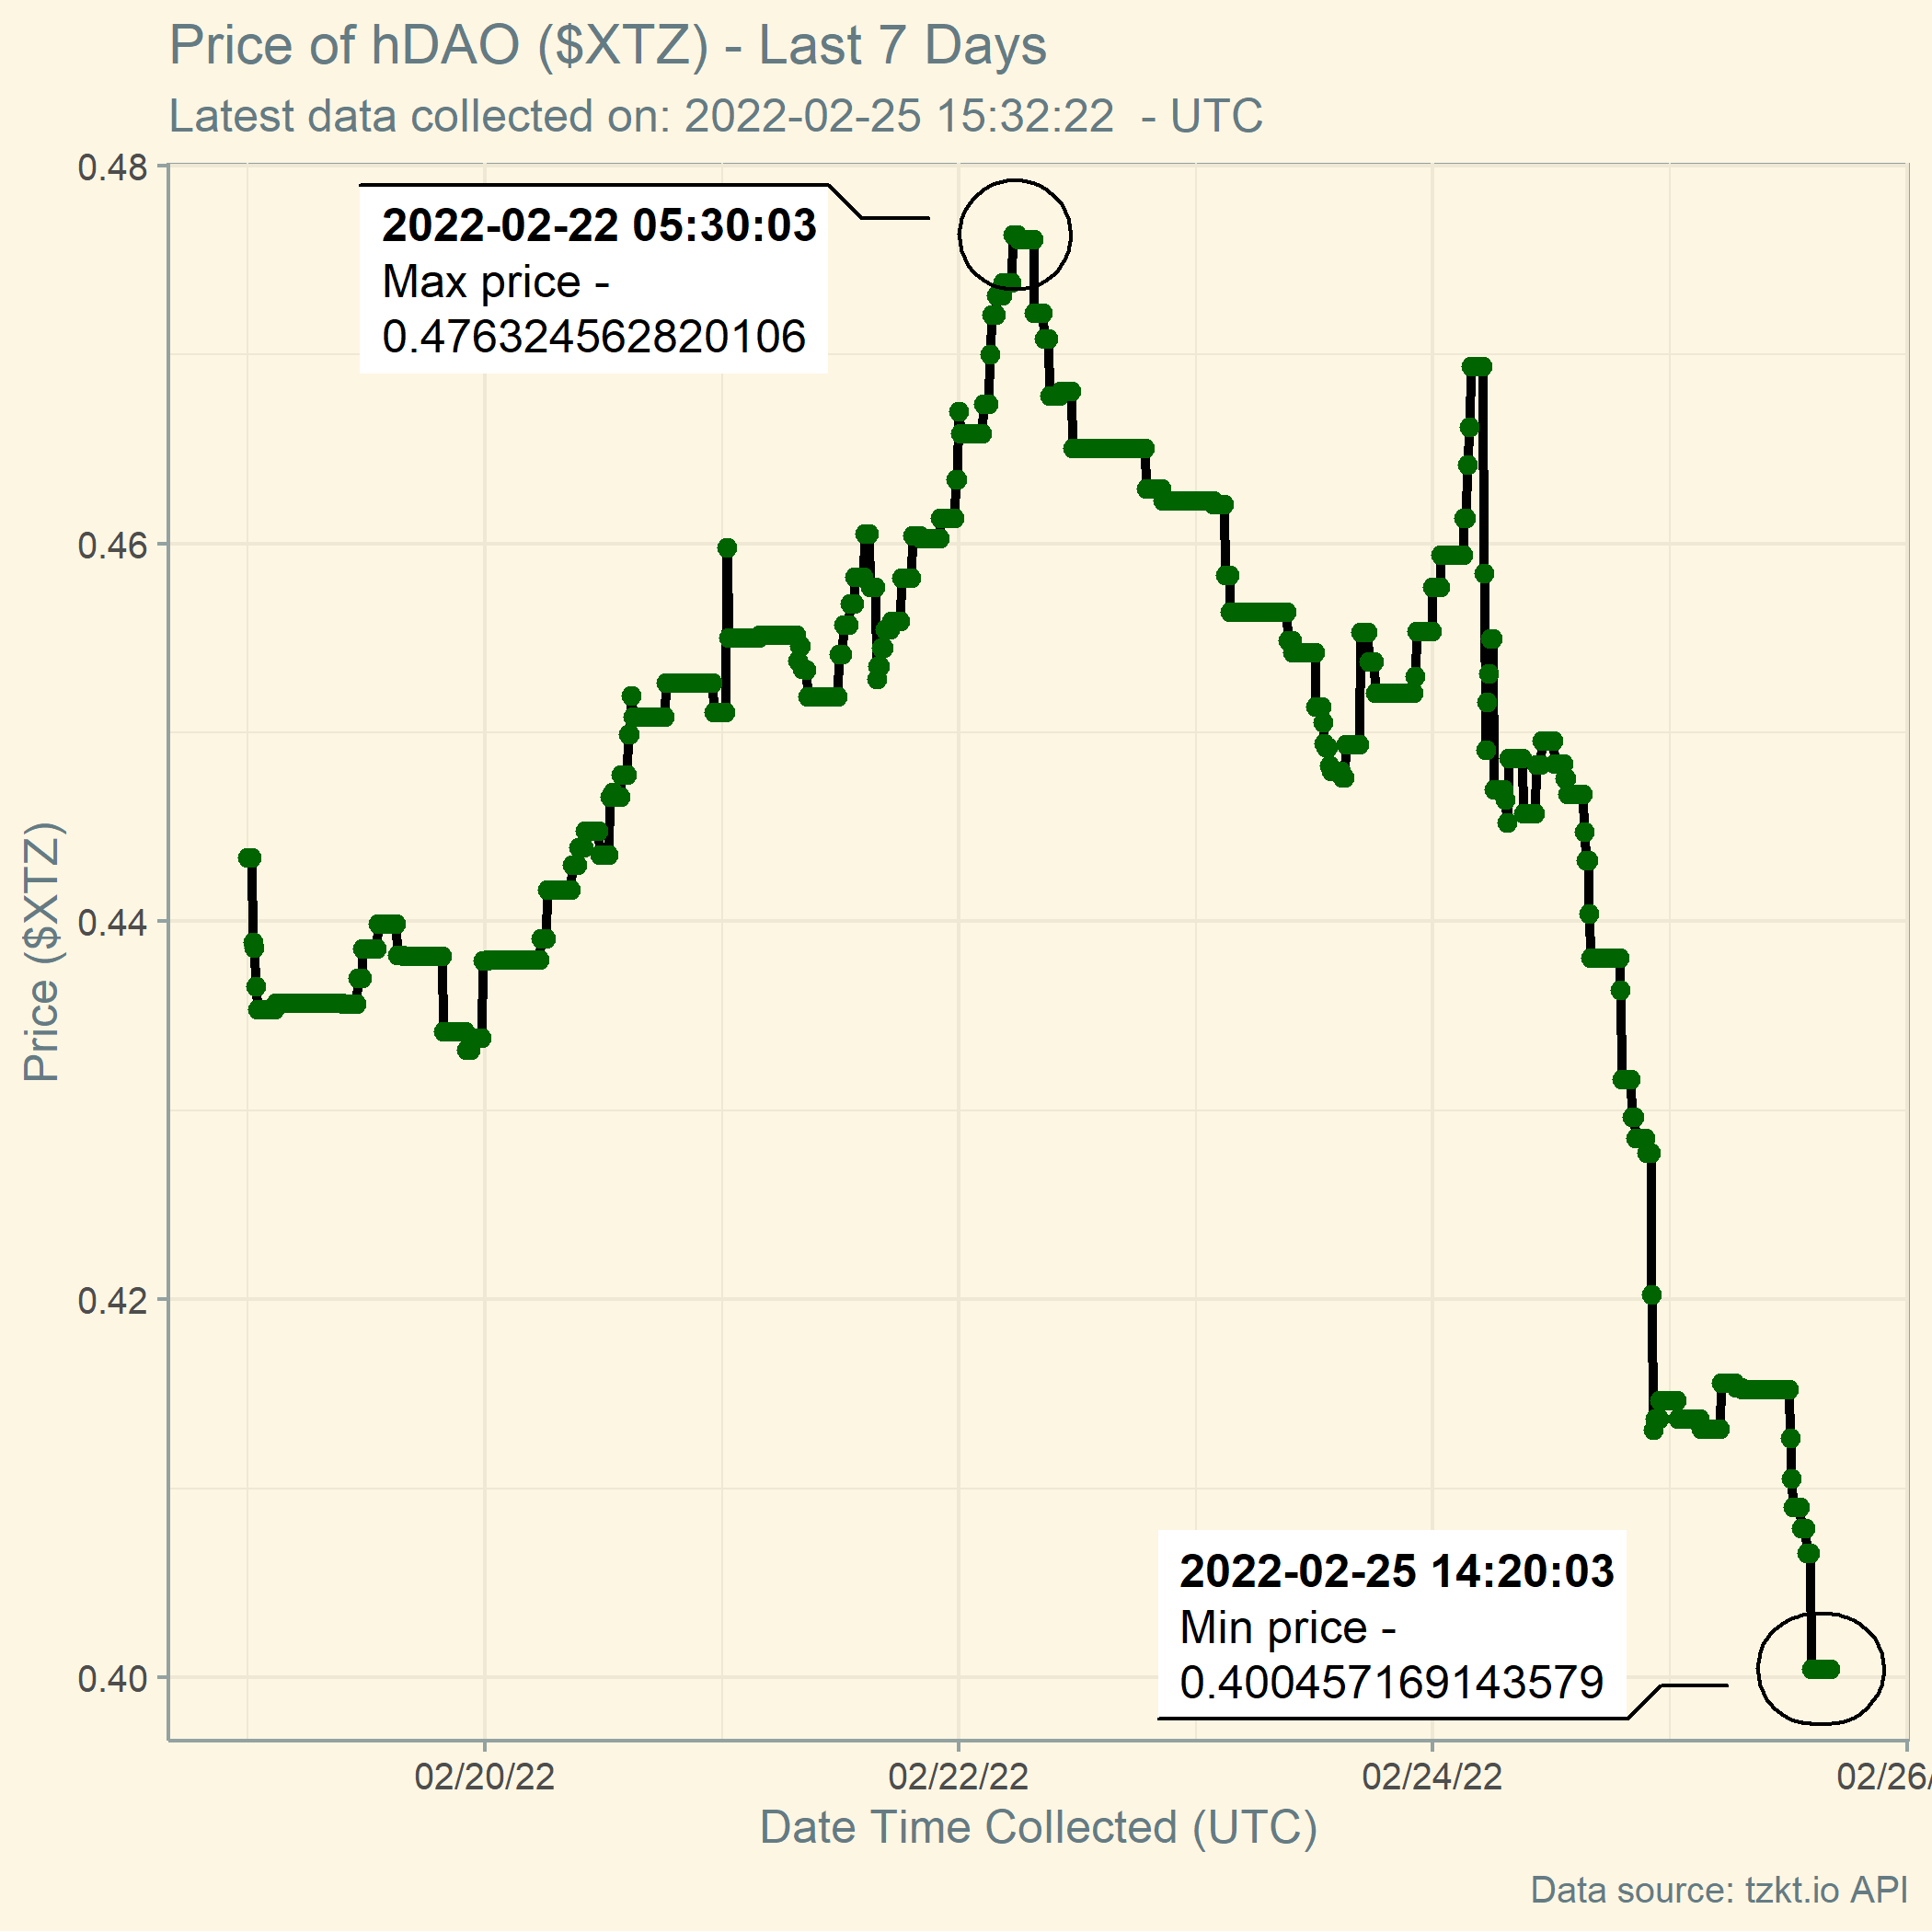 Price of hDAO ($XTZ) - Last 7 Days
Latest data collected on: 2022-02-25 15:32:22  - UTC
0.48
0.46
0.44
0.42
0.40
Price ($XTZ)
2022-02-22 05:30:03
Max price -
0.476324562820106
2022-02-25 14:20:03
Min price -
0.400457169143579
02/20/22
02/22/22
02/24/22
02/26/
Date Time Collected (UTC)
Data source: tzkt.io API